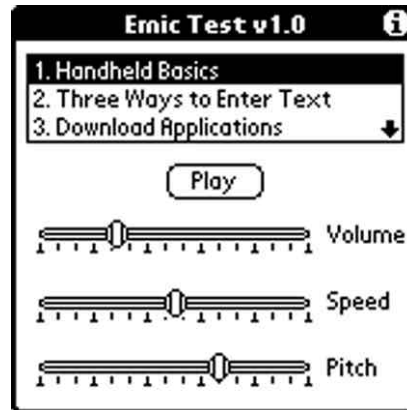 Emic Test v1.0 i
1. Handheld Basics
2. Three Ways to Enter Text
3. Download Applications
Play
Volume
Speed
Pitch